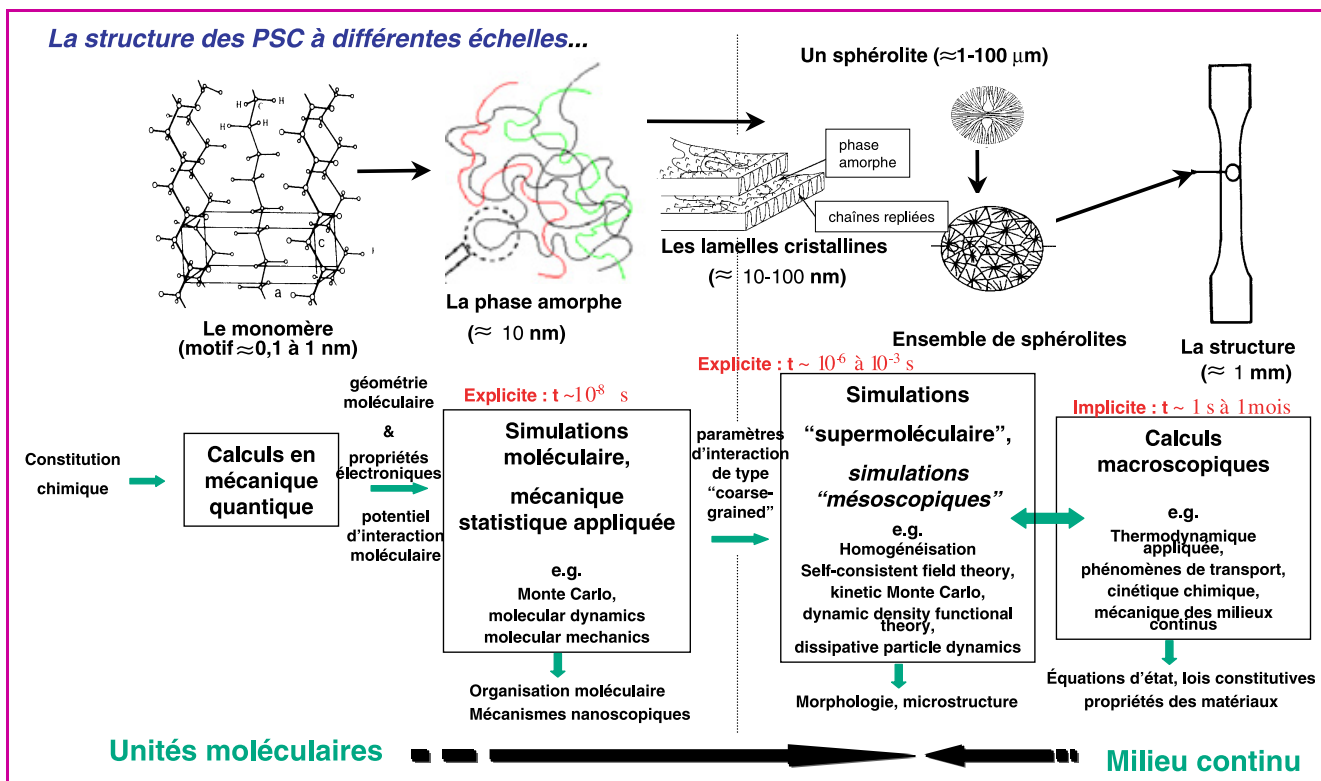 La structure des PSC à différentes échelles...
Un sphérolite (≈1-100 μm)
H
C
H
H
H
C
a
phase
amorphe
chaînes repliées
Le monomère
(motif ≈0,1 à 1 nm)
La phase amorphe
(≈ 10 nm)
Les lamelles cristallines
(≈ 10-100 nm)
Ensemble de sphérolites
La structure
(≈ 1 mm)
Constitution
chimique
Calculs en
mécanique
quantique
géométrie
moléculaire
&
propriétés
électroniques
potentiel
d’interaction
moléculaire
Explicite : t ~10-8 s
Simulations
moléculaire,
mécanique
statistique appliquée
e.g.
Monte Carlo,
molecular dynamics
molecular mechanics
Organisation moléculaire
Mécanismes nanoscopiques
paramètres
d’interaction
de type
“coarse-
grained”
Explicite : t ~ 10-6 à 10-3 s
Simulations
“supermoléculaire”,
simulations
“mésoscopiques”
e.g.
Homogénéisation
Self-consistent field theory,
kinetic Monte Carlo,
dynamic density functional
theory,
dissipative particle dynamics
Morphologie, microstructure
Implicite : t ~ 1 s à 1 mois
Calculs
macroscopiques
e.g.
Thermodynamique
appliquée,
phénomènes de transport,
cinétique chimique,
mécanique des milieux
continus
Équations d’état, lois constitutives
propriétés des matériaux
Unités moléculaires
Milieu continu